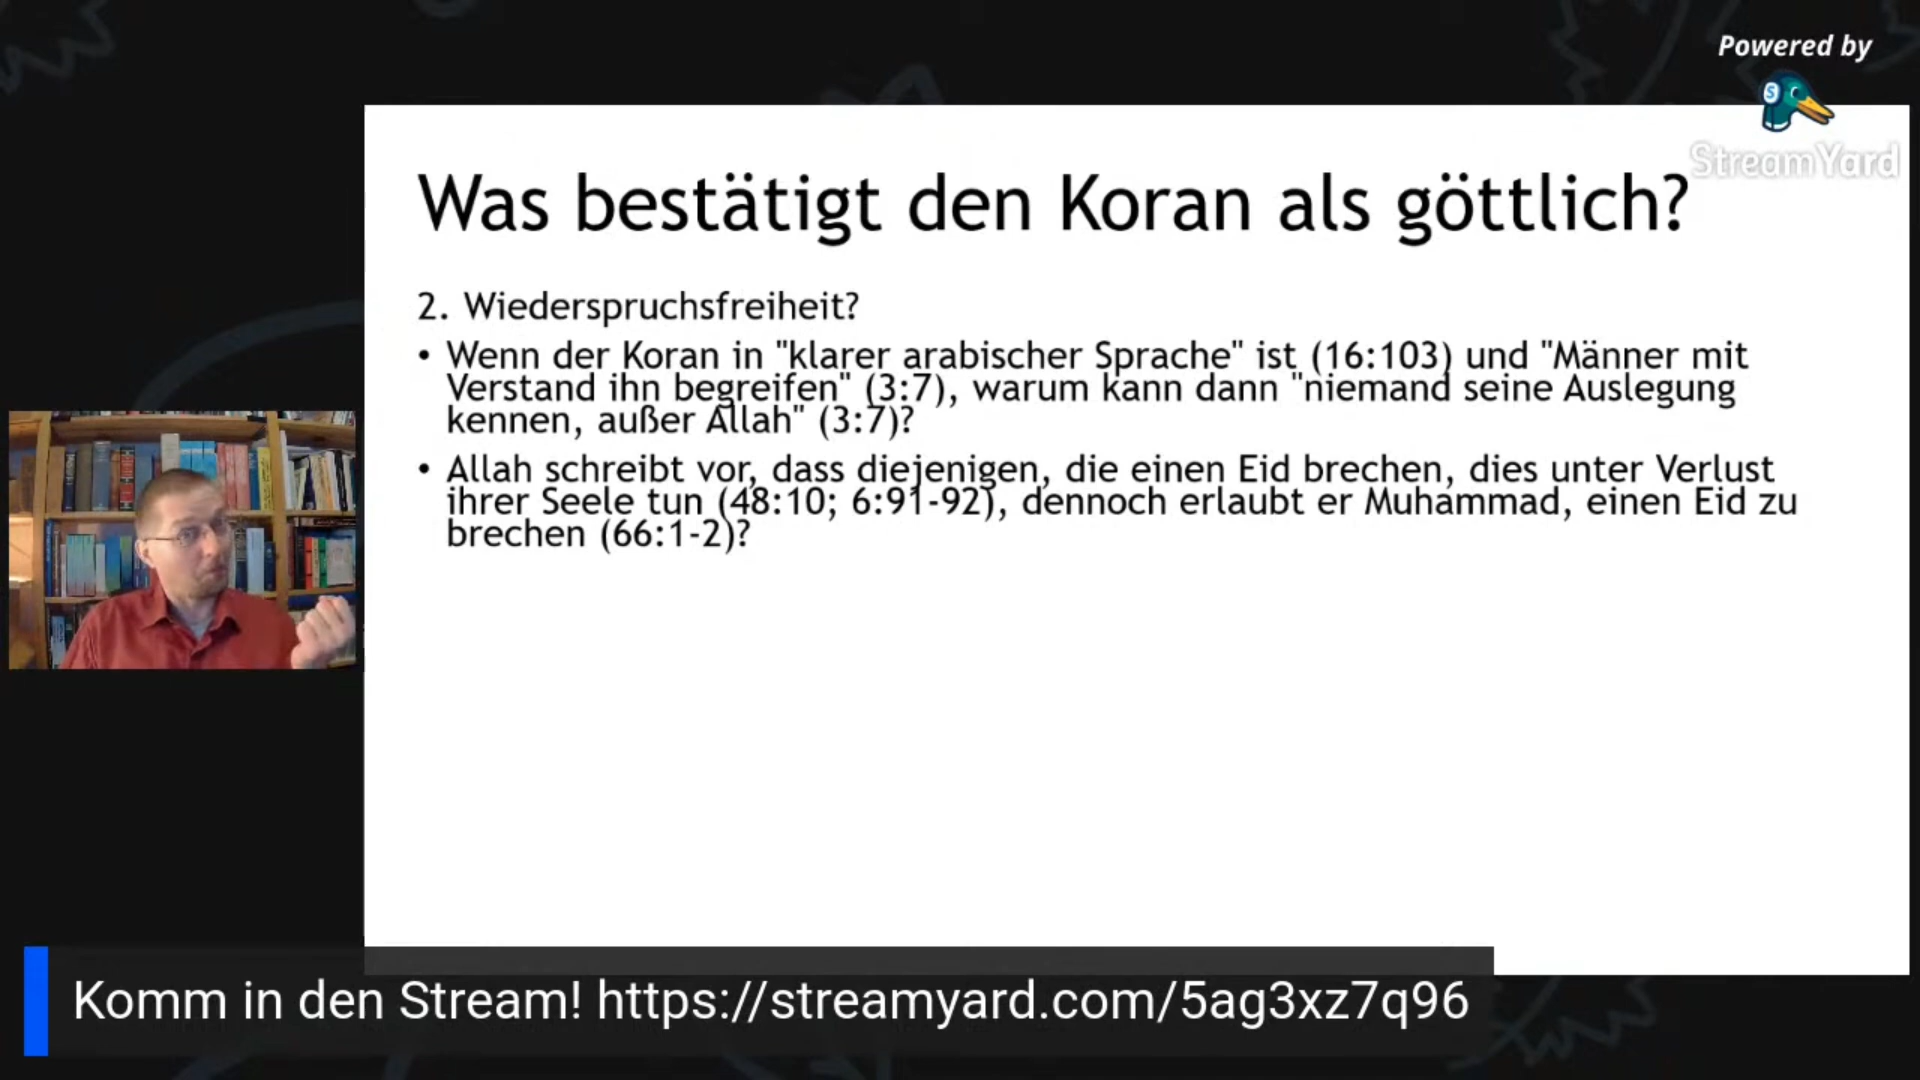 Powered by
StreamYard
Was bestätigt den Koran als göttlich?
2. Wiederspruchsfreiheit?
• Wenn der Koran in "klarer arabischer Sprache" ist (16:103) und "Männer mit
Verstand ihn begreifen" (3:7), warum kann dann "niemand seine Auslegung
kennen, außer Allah" (3:7)?
• Allah schreibt vor, dass diejenigen, die einen Eid brechen, dies unter Verlust
ihrer Seele tun (48:10; 6:91-92), dennoch erlaubt er Muhammad, einen Eid zu
brechen (66:1-2)?
Komm in den Stream! https://streamyard.com/5ag3xz7q96